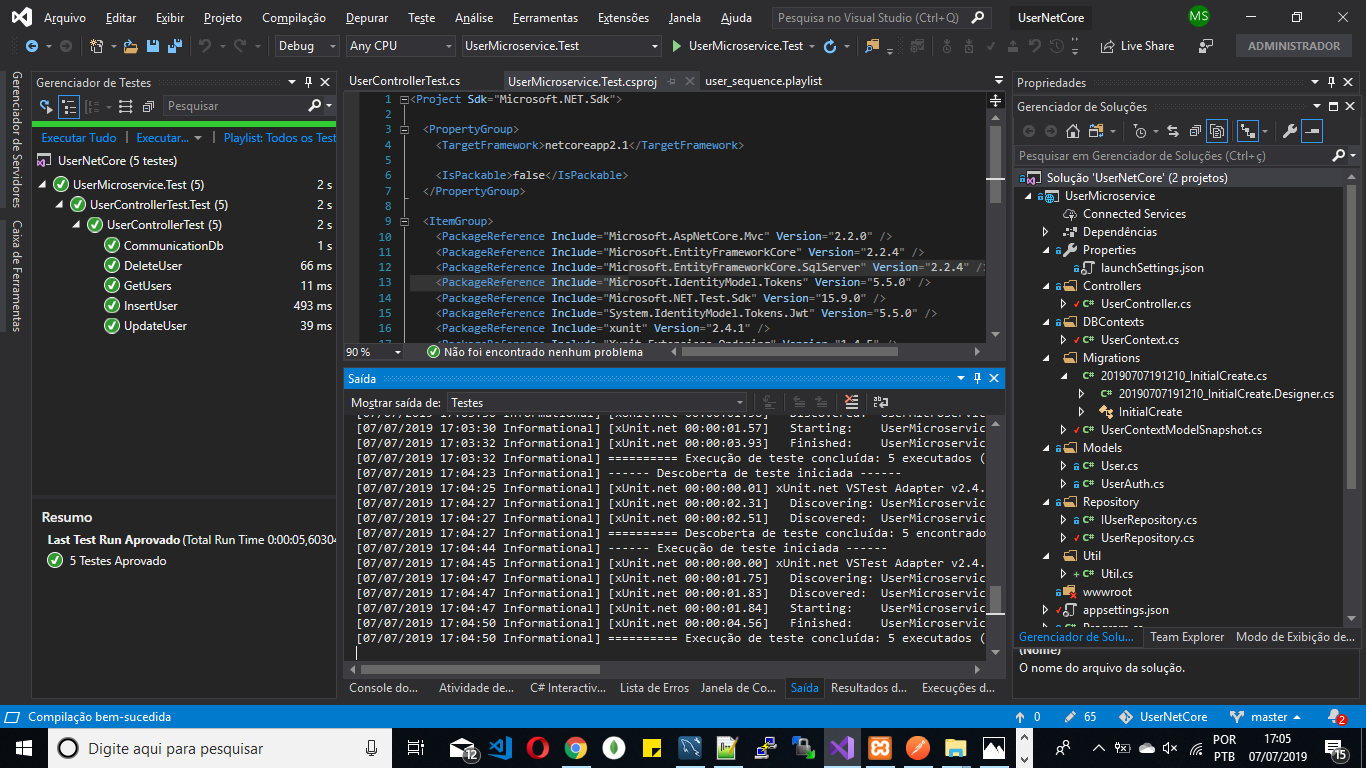 Arquivo Editar Exibir Projeto Compilação Depurar Teste Análise Ferramentas Extensões Janela Ajuda Pesquisa no Visual Studio (Ctrl+Q) UserNetCore MS
Debug Any CPU UserMicroservice.Test UserMicroservice.Test Live Share ADMINISTRADOR
Gerenciador de Servidores
Caixa de Ferramentas
Gerenciador de Testes
Pesquisar
Executar Tudo | Executar... | Playlist: Todos os Test
UserNetCore (5 testes)
UserMicroservice.Test (5) 2 s
UserControllerTest.Test (5) 2 s
UserControllerTest (5) 2 s
CommunicationDb 1 s
DeleteUser 66 ms
GetUsers 11 ms
InsertUser 493 ms
UpdateUser 39 ms
Resumo
Last Test Run Aprovado (Total Run Time 0:00:05,60304
5 Testes Aprovado
UserControllerTest.cs UserMicroservice.Test.csproj user_sequence.playlist
1 <Project Sdk="Microsoft.NET.Sdk">
2
3 <PropertyGroup>
4 <TargetFramework>netcoreapp2.1</TargetFramework>
5
6 <IsPackable>false</IsPackable>
7 </PropertyGroup>
8
9 <ItemGroup>
10 <PackageReference Include="Microsoft.AspNetCore.Mvc" Version="2.2.0" />
11 <PackageReference Include="Microsoft.EntityFrameworkCore" Version="2.2.4" />
12 <PackageReference Include="Microsoft.EntityFrameworkCore.SqlServer" Version="2.2.4" />
13 <PackageReference Include="Microsoft.IdentityModel.Tokens" Version="5.5.0" />
14 <PackageReference Include="Microsoft.NET.Test.Sdk" Version="15.9.0" />
15 <PackageReference Include="System.IdentityModel.Tokens.Jwt" Version="5.5.0" />
16 <PackageReference Include="xunit" Version="2.4.1" />
17 <PackageReference Include="Xunit.Extensions.Ordering" Version="1.4.5" />
90 % Não foi encontrado nenhum problema
Saída
Mostrar saída de: Testes
[07/07/2019 17:03:30 Informational] [xUnit.net 00:00:01.56] Discovered: UserMicroservic
[07/07/2019 17:03:30 Informational] [xUnit.net 00:00:01.57] Starting: UserMicroservic
[07/07/2019 17:03:32 Informational] [xUnit.net 00:00:03.93] Finished: UserMicroservic
[07/07/2019 17:03:32 Informational] ========== Execução de teste concluída: 5 executados (
[07/07/2019 17:04:23 Informational] ------ Descoberta de teste iniciada ------
[07/07/2019 17:04:25 Informational] [xUnit.net 00:00:00.01] xUnit.net VSTest Adapter v2.4.
[07/07/2019 17:04:27 Informational] [xUnit.net 00:00:02.31] Discovering: UserMicroservic
[07/07/2019 17:04:27 Informational] [xUnit.net 00:00:02.51] Discovered: UserMicroservic
[07/07/2019 17:04:27 Informational] ========== Descoberta de teste concluída: 5 encontrado
[07/07/2019 17:04:44 Informational] ------ Execução de teste iniciada ------
[07/07/2019 17:04:45 Informational] [xUnit.net 00:00:00.00] xUnit.net VSTest Adapter v2.4.
[07/07/2019 17:04:47 Informational] [xUnit.net 00:00:01.75] Discovering: UserMicroservic
[07/07/2019 17:04:47 Informational] [xUnit.net 00:00:01.83] Discovered: UserMicroservic
[07/07/2019 17:04:47 Informational] [xUnit.net 00:00:01.84] Starting: UserMicroservic
[07/07/2019 17:04:50 Informational] [xUnit.net 00:00:04.56] Finished: UserMicroservic
[07/07/2019 17:04:50 Informational] ========== Execução de teste concluída: 5 executados (
Console do... Atividade de... C# Interactiv... Lista de Erros Janela de Co... Saída Resultados d... Execuções d...
Propriedades
Gerenciador de Soluções
Pesquisar em Gerenciador de Soluções (Ctrl+ç)
Solução 'UserNetCore' (2 projetos)
UserMicroservice
Connected Services
Dependências
Properties
launchSettings.json
Controllers
UserController.cs
DBContexts
UserContext.cs
Migrations
20190707191210_InitialCreate.cs
20190707191210_InitialCreate.Designer.cs
InitialCreate
UserContextModelSnapshot.cs
Models
User.cs
UserAuth.cs
Repository
IUserRepository.cs
UserRepository.cs
Util
Util.cs
wwwroot
appsettings.json
Program.cs
Gerenciador de Solu... Team Explorer Modo de Exibição de...
(Nome)
O nome do arquivo da solução.
Compilação bem-sucedida 0 65 UserNetCore master 2
Digite aqui para pesquisar 12 POR PTB 17:05 07/07/2019 15